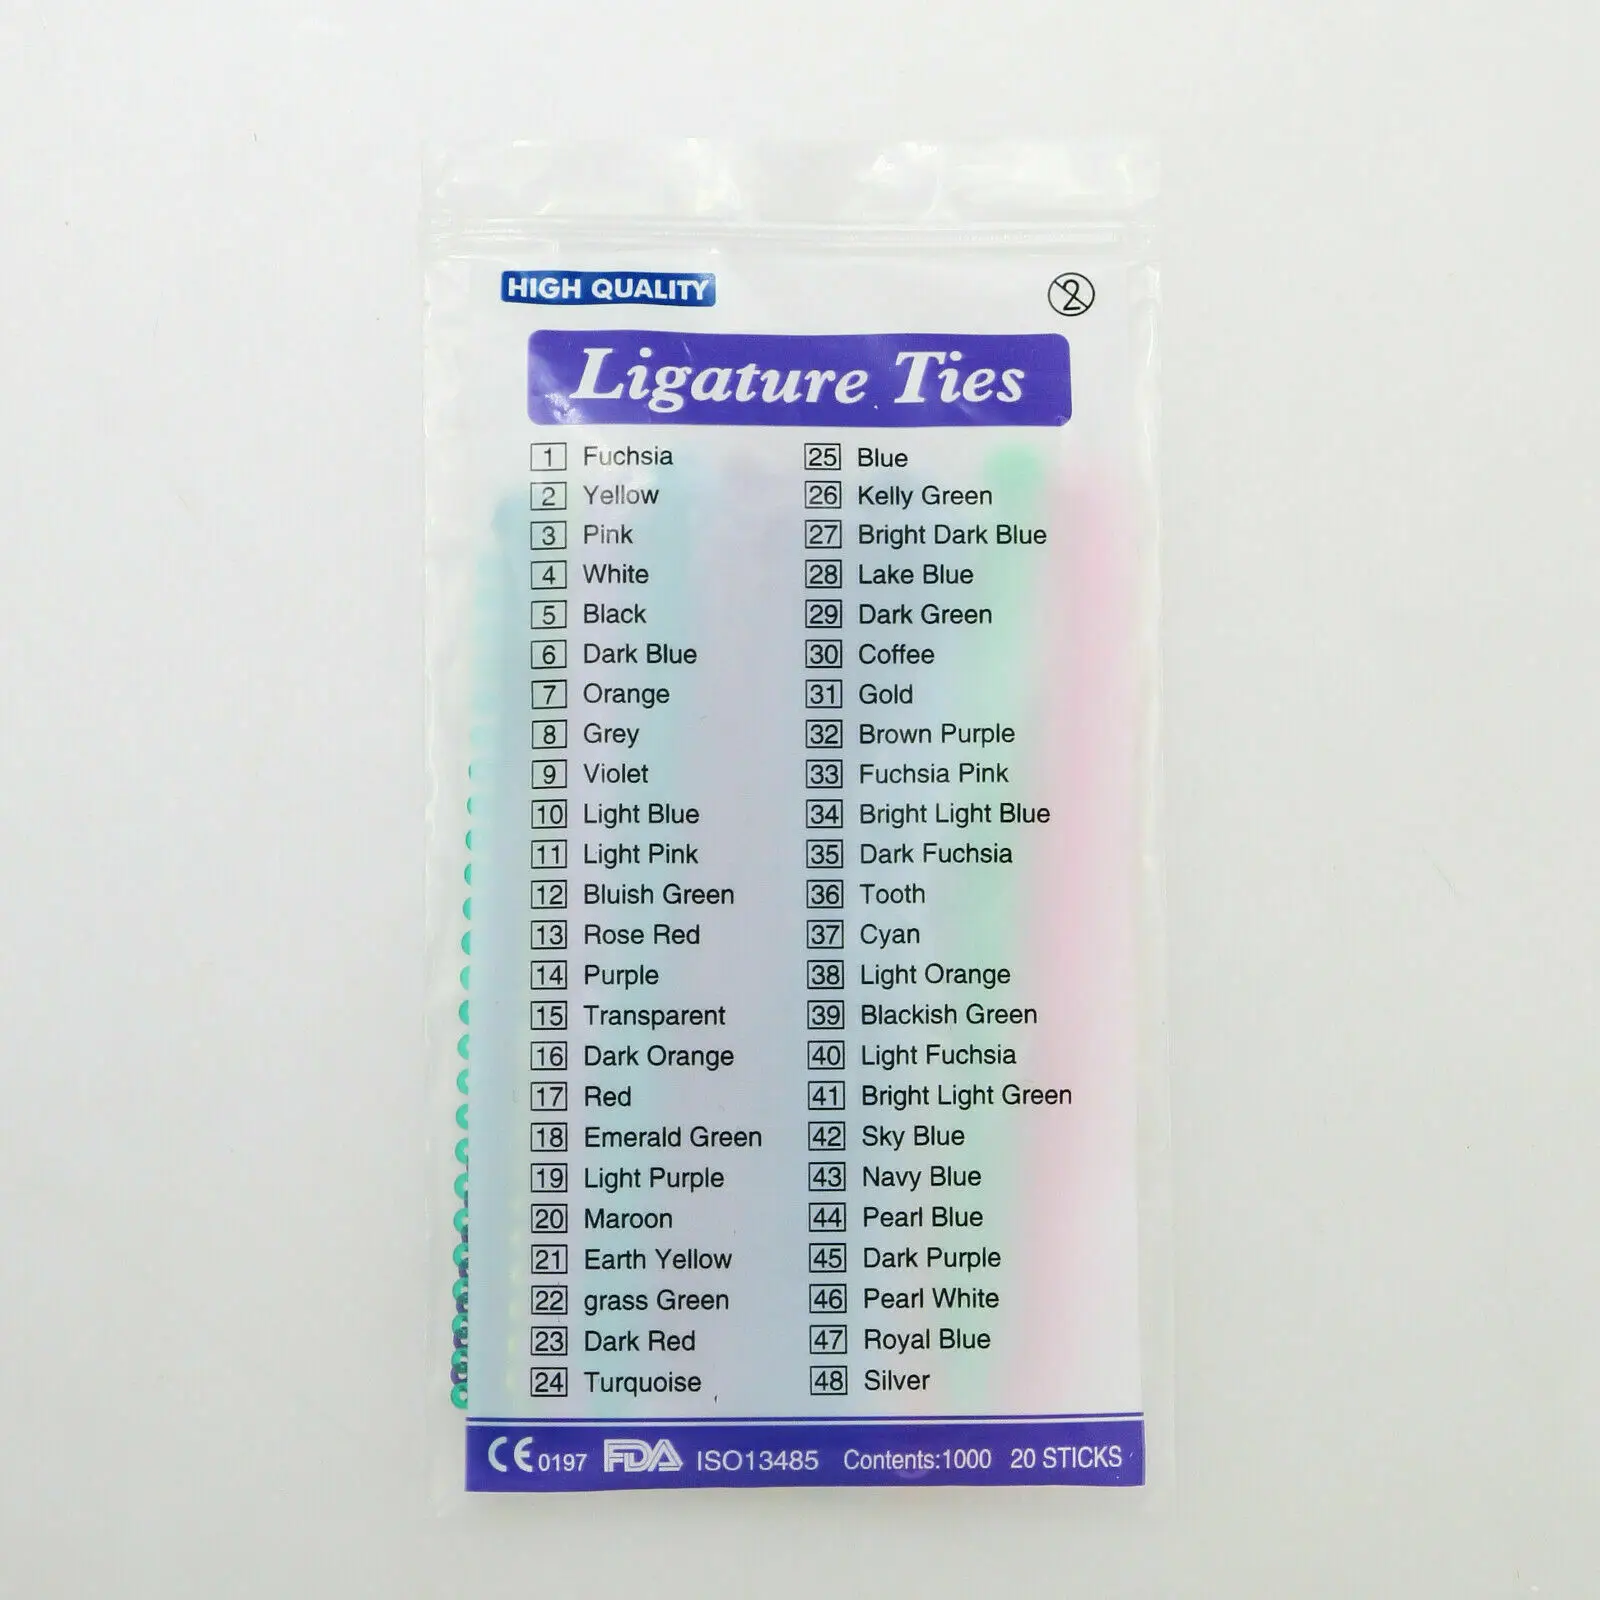 HIGH QUALITY
2
Ligature Ties
1 Fuchsia
2 Yellow
3 Pink
4 White
5 Black
6 Dark Blue
7 Orange
8 Grey
9 Violet
10 Light Blue
11 Light Pink
12 Bluish Green
13 Rose Red
14 Purple
15 Transparent
16 Dark Orange
17 Red
18 Emerald Green
19 Light Purple
20 Maroon
21 Earth Yellow
22 grass Green
23 Dark Red
24 Turquoise
25 Blue
26 Kelly Green
27 Bright Dark Blue
28 Lake Blue
29 Dark Green
30 Coffee
31 Gold
32 Brown Purple
33 Fuchsia Pink
34 Bright Light Blue
35 Dark Fuchsia
36 Tooth
37 Cyan
38 Light Orange
39 Blackish Green
40 Light Fuchsia
41 Bright Light Green
42 Sky Blue
43 Navy Blue
44 Pearl Blue
45 Dark Purple
46 Pearl White
47 Royal Blue
48 Silver
CE 0197 FDA ISO13485 Contents:1000 20 STICKS